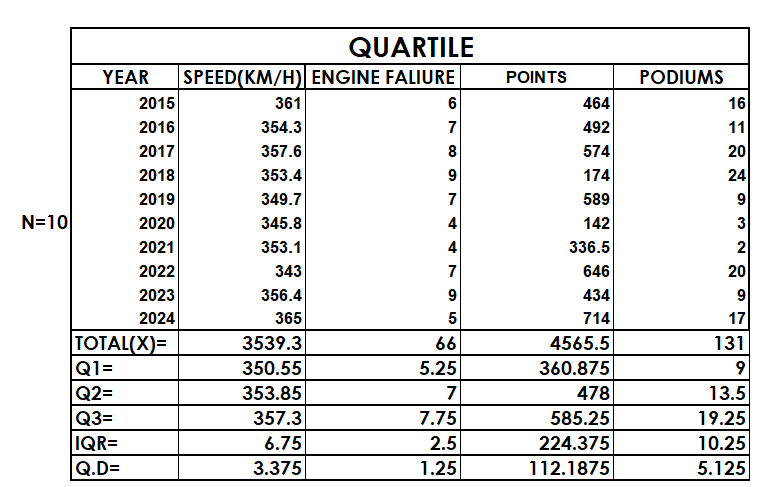 QUARTILE
YEAR SPEED(KM/H) ENGINE FALIURE POINTS PODIUMS
2015 361 6 464 16
2016 354.3 7 492 11
2017 357.6 8 574 20
2018 353.4 9 174 24
2019 349.7 7 589 9
N=10 2020 345.8 4 142 3
2021 353.1 4 336.5 2
2022 343 7 646 20
2023 356.4 9 434 9
2024 365 5 714 17
TOTAL(X)= 3539.3 66 4565.5 131
Q1= 350.55 5.25 360.875 9
Q2= 353.85 7 478 13.5
Q3= 357.3 7.75 585.25 19.25
IQR= 6.75 2.5 224.375 10.25
Q.D= 3.375 1.25 112.1875 5.125